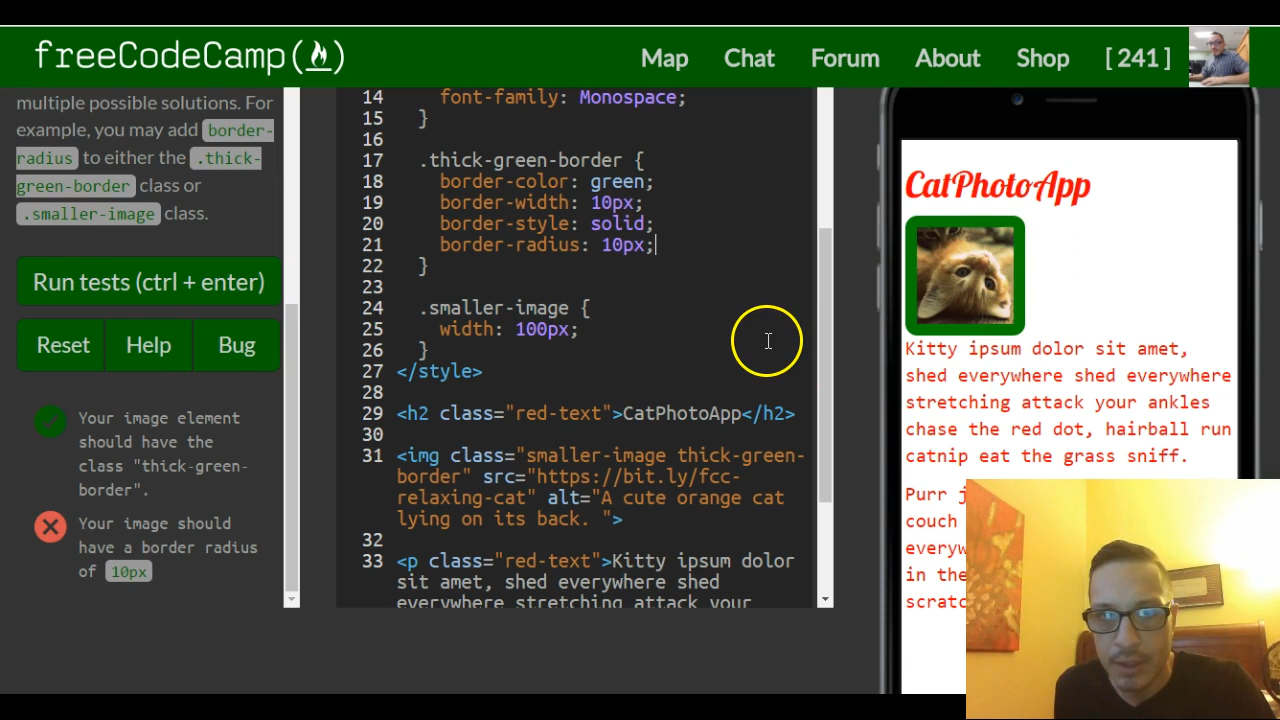 freeCodeCamp
Map Chat Forum About Shop [ 241 ]
multiple possible solutions. For
example, you may add border-
radius to either the .thick-
green-border class or
.smaller-image class.
Run tests (ctrl + enter)
Reset Help Bug
Your image element
should have the
class "thick-green-
border".
Your image should
have a border radius
of 10px
14 font-family: Monospace;
15 }
16
17 .thick-green-border {
18 border-color: green;
19 border-width: 10px;
20 border-style: solid;
21 border-radius: 10px;
22 }
23
24 .smaller-image {
25 width: 100px;
26 }
27 </style>
28
29 <h2 class="red-text">CatPhotoApp</h2>
30
31 <img class="smaller-image thick-green-
border" src="https://bit.ly/fcc-
relaxing-cat" alt="A cute orange cat
lying on its back. ">
32
33 <p class="red-text">Kitty ipsum dolor
sit amet, shed everywhere shed
everywhere stretching attack your
CatPhotoApp
Kitty ipsum dolor sit amet,
shed everywhere shed everywhere
stretching attack your ankles
chase the red dot, hairball run
catnip eat the grass sniff.
Purr
couch
in the